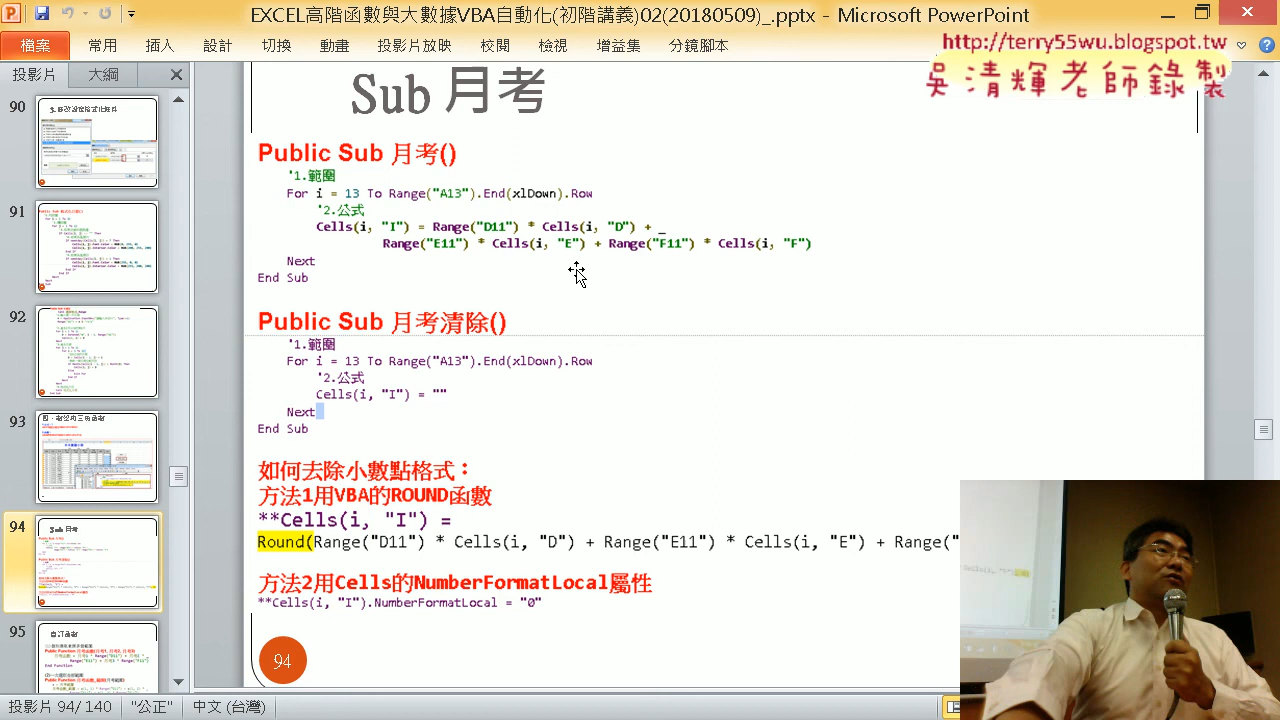 EXCEL高階函數與大數據VBA自動化(初階講義)02(20180509)_.pptx - Microsoft PowerPoint
http://terry55wu.blogspot.tw
吳清輝老師錄製
檔案 常用 插入 設計 切換 動畫 投影片放映 校閱 檢視 增益集 分鏡腳本
投影片 大綱
90
91
92
93
94
Sub 月考
95
自訂函數
Sub 月考
Public Sub 月考()
'1.範圍
For i = 13 To Range("A13").End(xlDown).Row
'2.公式
Cells(i, "I") = Range("D11") * Cells(i, "D") + _
Range("E11") * Cells(i, "E") + Range("F11") * Cells(i, "F")
Next
End Sub
Public Sub 月考清除()
'1.範圍
For i = 13 To Range("A13").End(xlDown).Row
'2.公式
Cells(i, "I") = ""
Next
End Sub
如何去除小數點格式：
方法1用VBA的ROUND函數
**Cells(i, "I") =
Round(Range("D11") * Cells(i, "D") + Range("E11") * Cells(i, "E") + Range("
方法2用Cells的NumberFormatLocal屬性
**Cells(i, "I").NumberFormatLocal = "0"
94
投影片 94/140 "公正" 中文 (台灣)